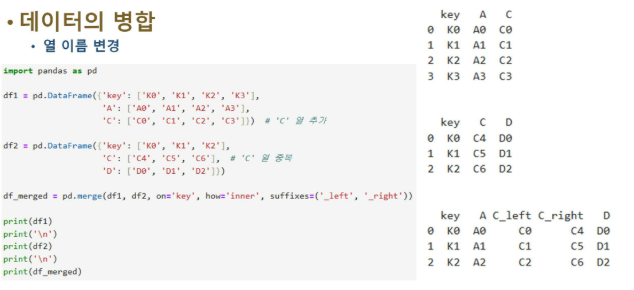 • 데이터의 병합
• 열 이름 변경
import pandas as pd
df1 = pd.DataFrame({'key': ['K0', 'K1', 'K2', 'K3'],
'A': ['A0', 'A1', 'A2', 'A3'],
'C': ['C0', 'C1', 'C2', 'C3']}) # 'C' 열 추가
df2 = pd.DataFrame({'key': ['K0', 'K1', 'K2'],
'C': ['C4', 'C5', 'C6'], # 'C' 열 중복
'D': ['D0', 'D1', 'D2']})
df_merged = pd.merge(df1, df2, on='key', how='inner', suffixes=('_left', '_right'))
print(df1)
print('\n')
print(df2)
print('\n')
print(df_merged)
key A C
0 K0 A0 C0
1 K1 A1 C1
2 K2 A2 C2
3 K3 A3 C3
key C D
0 K0 C4 D0
1 K1 C5 D1
2 K2 C6 D2
key A C_left C_right D
0 K0 A0 C0 C4 D0
1 K1 A1 C1 C5 D1
2 K2 A2 C2 C6 D2